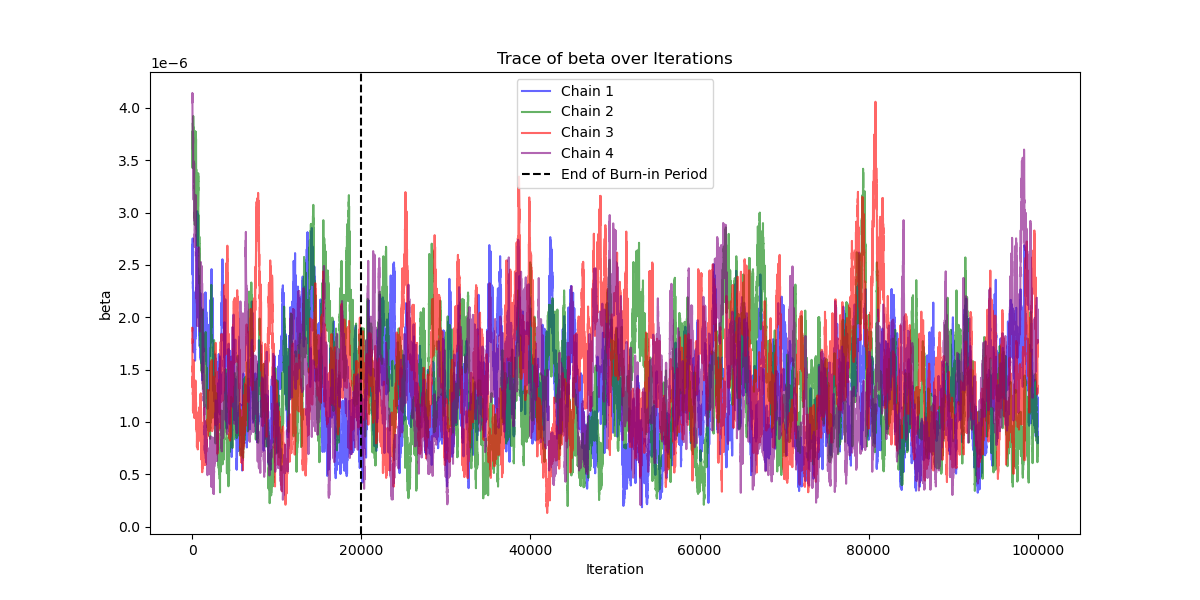 Trace of beta over Iterations
1e−6
Chain 1
Chain 2
Chain 3
Chain 4
End of Burn-in Period
4.0
3.5
3.0
2.5
2.0
1.5
1.0
0.5
0.0
beta
0 20000 40000 60000 80000 100000
Iteration